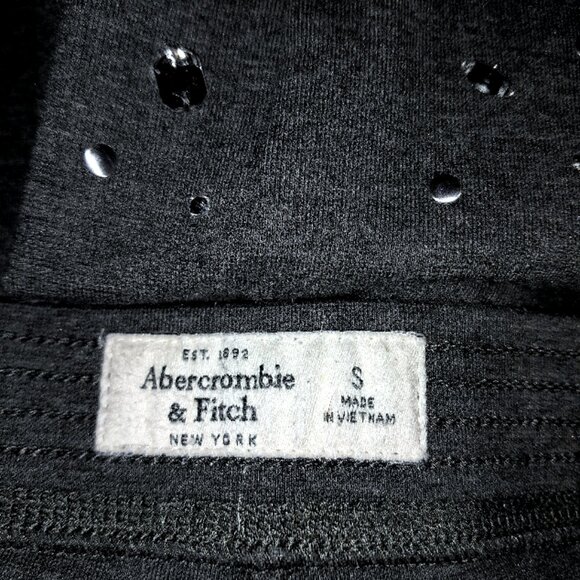 EST. 1892
Abercrombie
& Fitch
NEW YORK
S
MADE
IN VIETNAM